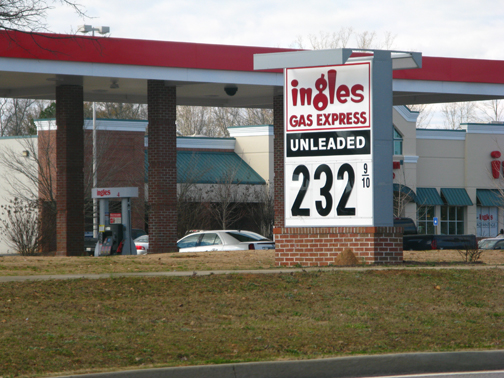 ingles
GAS EXPRESS
UNLEADED
232 9/10